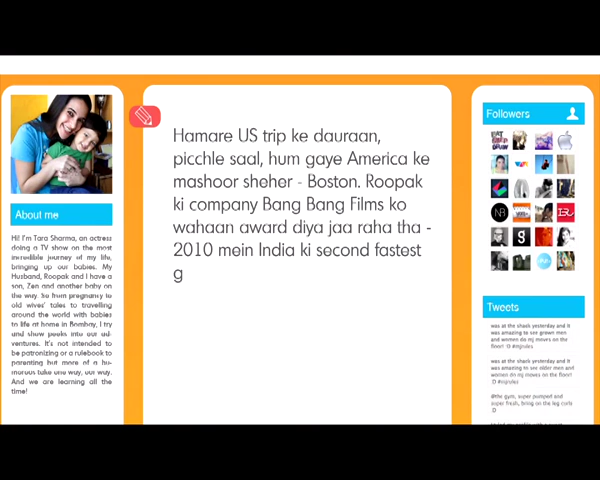 Hamare US trip ke dauraan,
picchle saal, hum gaye America ke
mashoor sheher - Boston. Roopak
ki company Bang Bang Films ko
wahaan award diya jaa raha tha -
2010 mein India ki second fastest
g
About me
Hi! I'm Tara Sharma, an actress
doing a TV show on the most
incredible journey of my life,
bringing up our babies. My
Husband, Roopak and I have a
son, Zen and another baby on
the way. So from pregnancy to
old wives' tales to travelling
around the world with babies
to life at home in Bombay, I try
and show peeks into our ad-
ventures. It's not intended to
be patronizing or a rulebook to
parenting but more of a hu-
morous take one way, our way.
And we are learning all the
time!
Followers
Tweets
was at the shack yesterday and it
was amazing to see grown men
and women do mj moves on the
floor! :D #mjrules
was at the shack yesterday and it
was amazing to see older men and
women do mj moves on the floor!
:D #mjrules
@the gym, super pumped and
super fresh, bring on the leg curls
:D